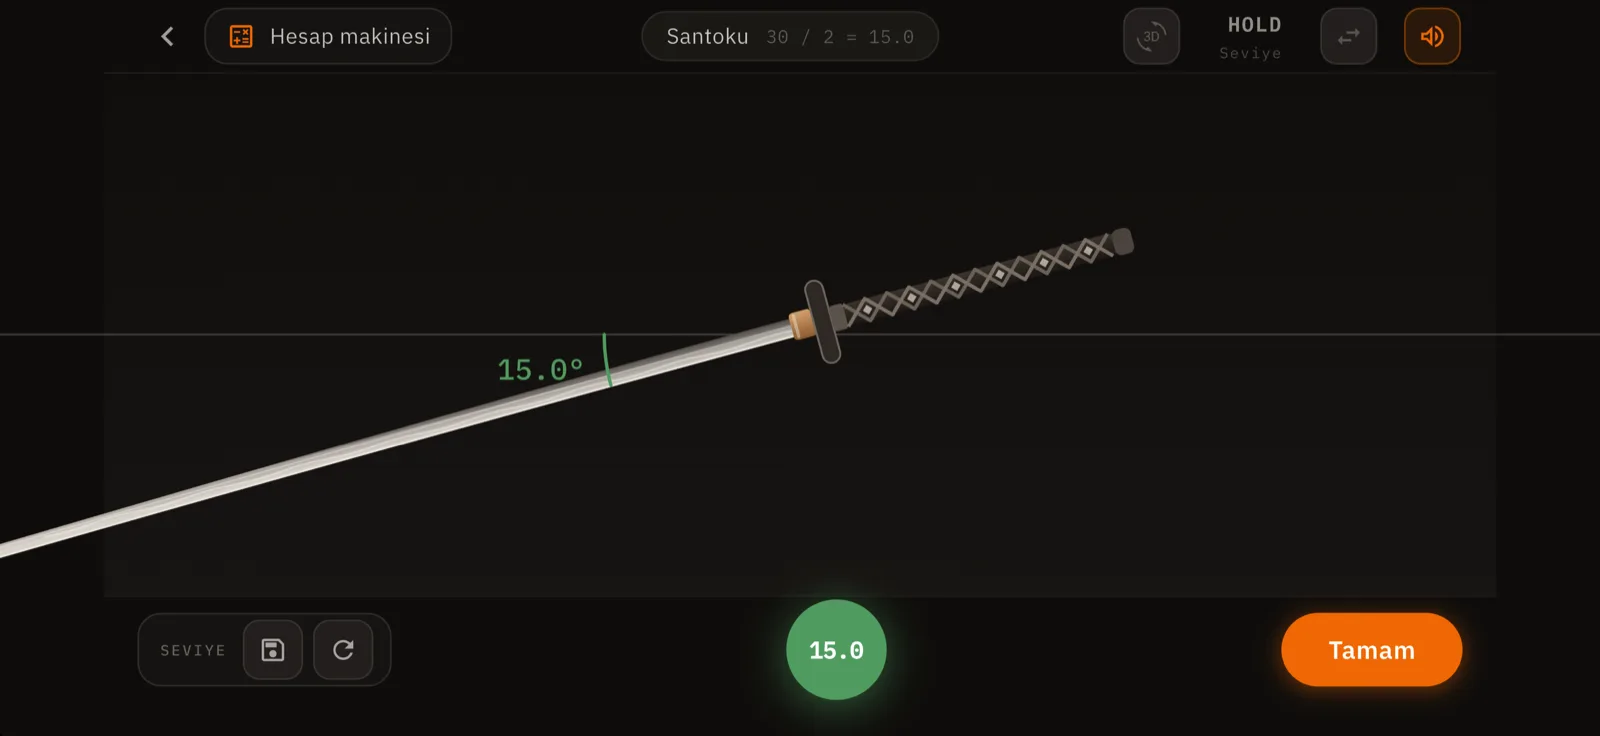 Hesap makinesi
Santoku 30 / 2 = 15.0
3D
HOLD
Seviye
15.0°
SEVIYE
15.0
Tamam